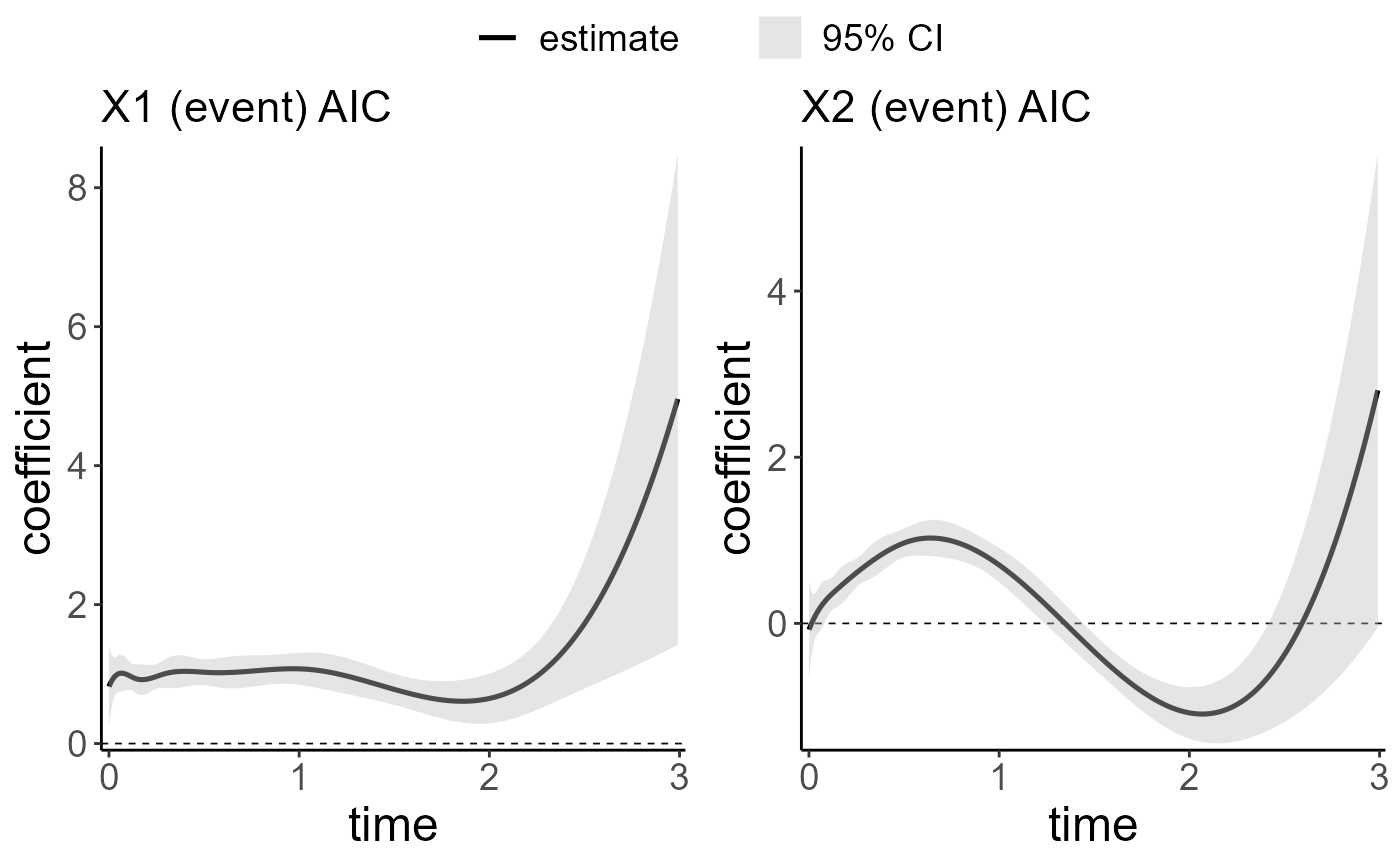 estimate 95% CI
X1 (event) AIC
8
6
4
2
0
coefficient
0 1 2 3
time
X2 (event) AIC
4
2
0
coefficient
0 1 2 3
time